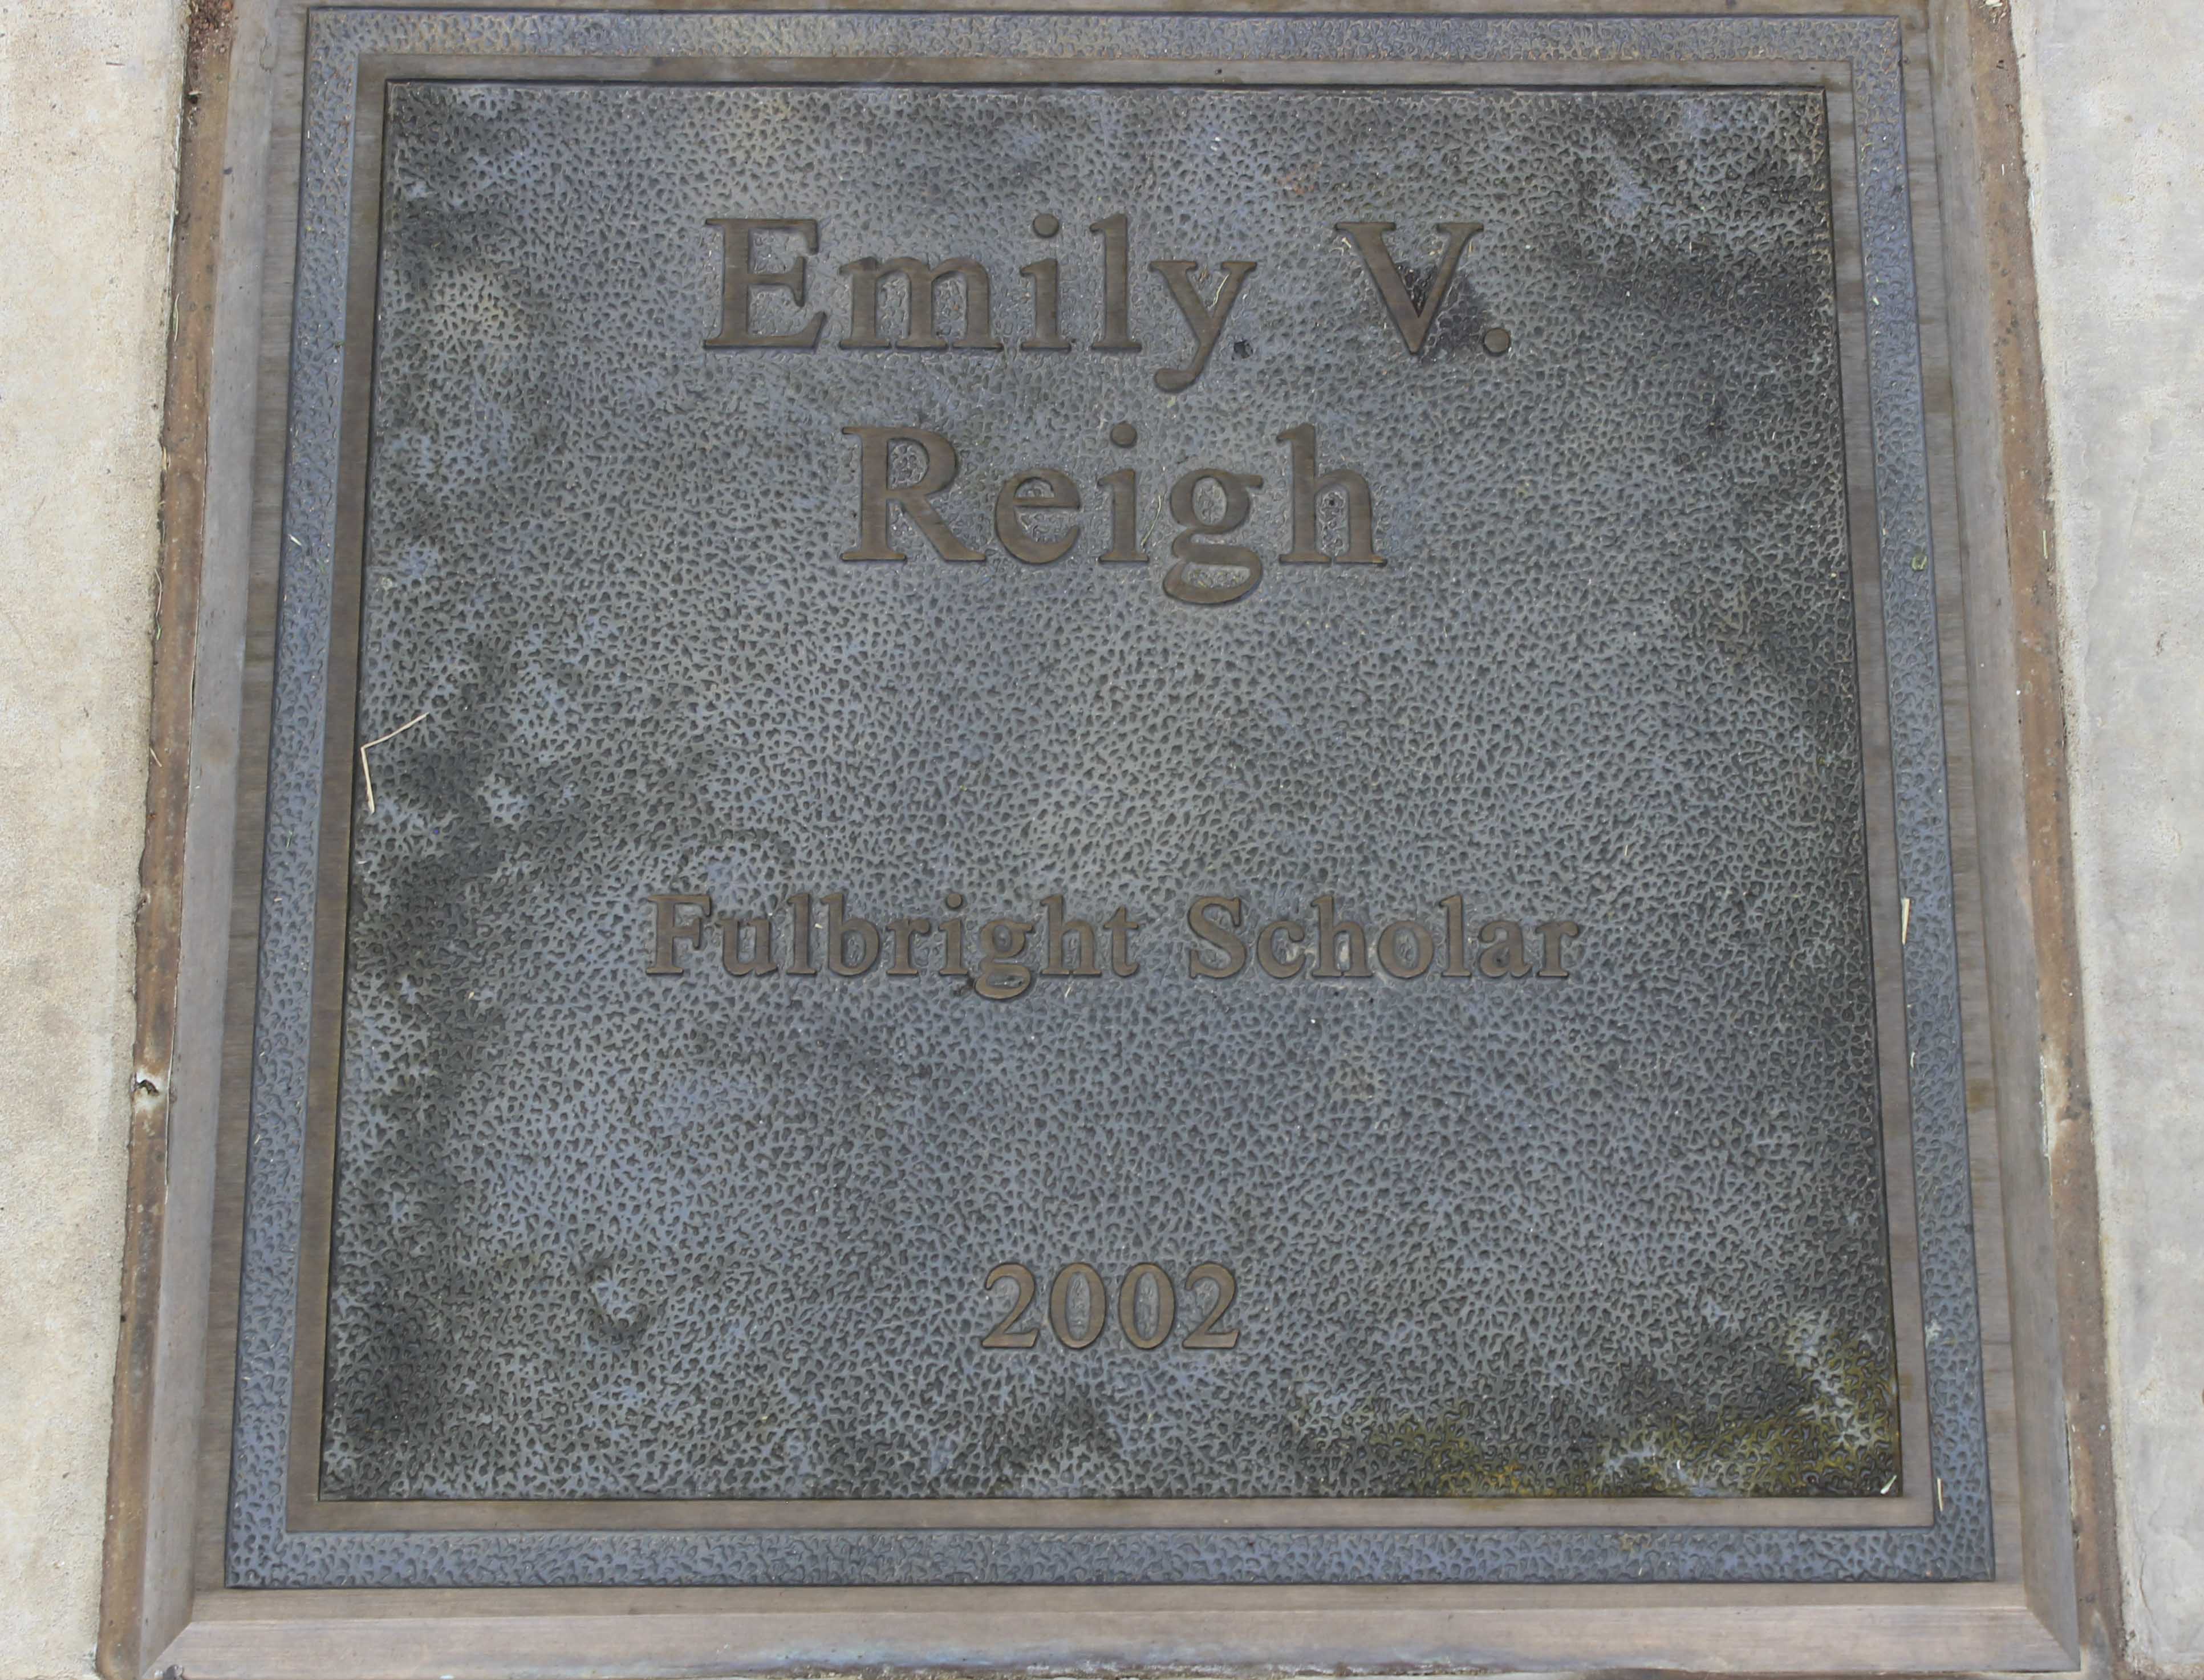 Emily V.
Reigh
Fulbright Scholar
2002